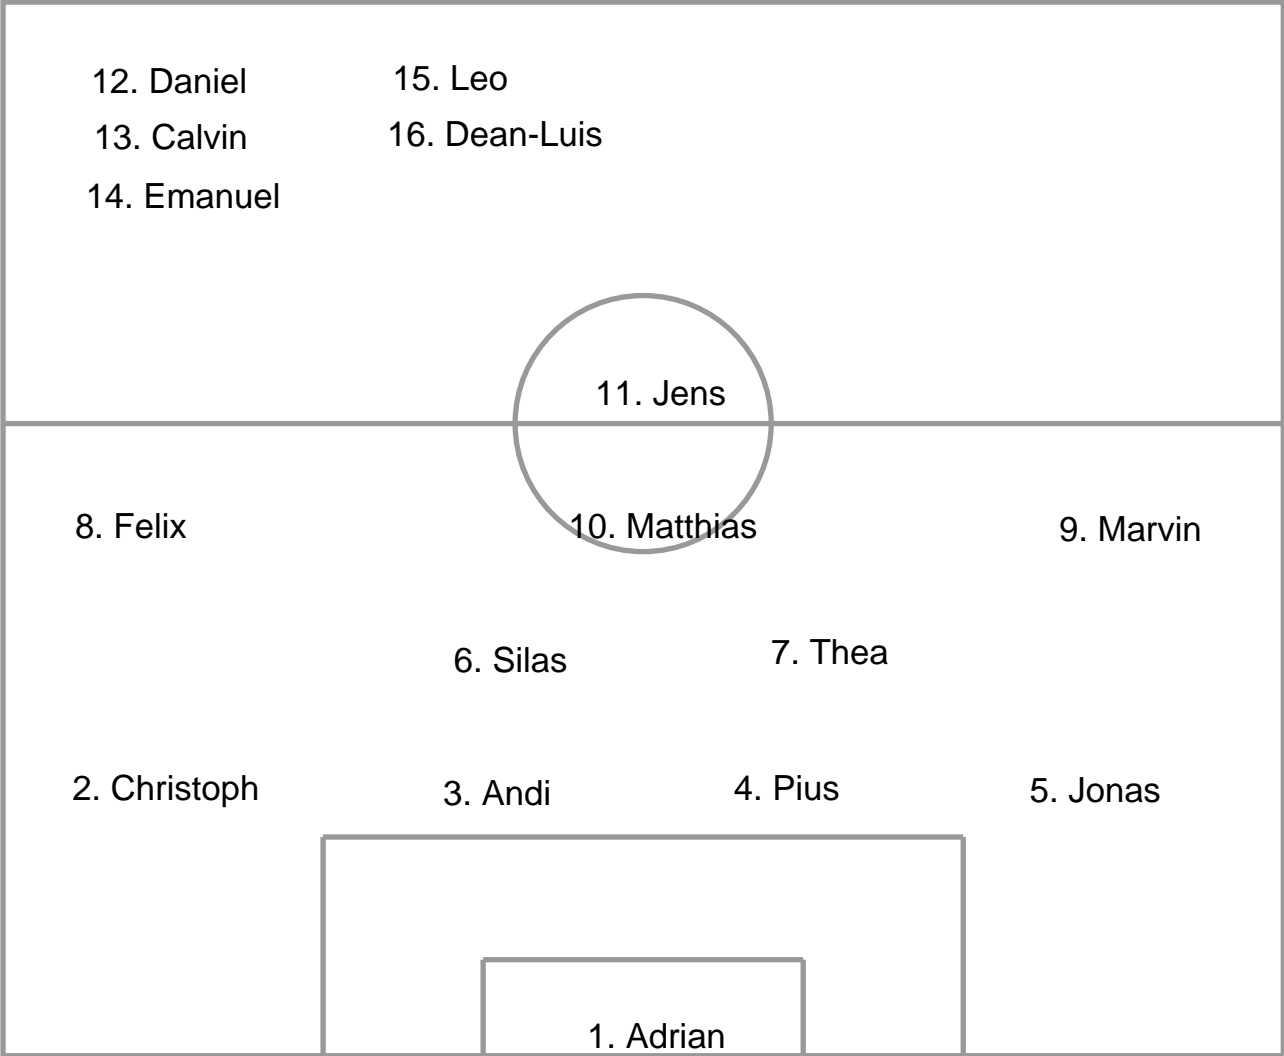 12. Daniel
15. Leo
13. Calvin
16. Dean-Luis
14. Emanuel
11. Jens
8. Felix
10. Matthias
9. Marvin
6. Silas
7. Thea
2. Christoph
3. Andi
4. Pius
5. Jonas
1. Adrian